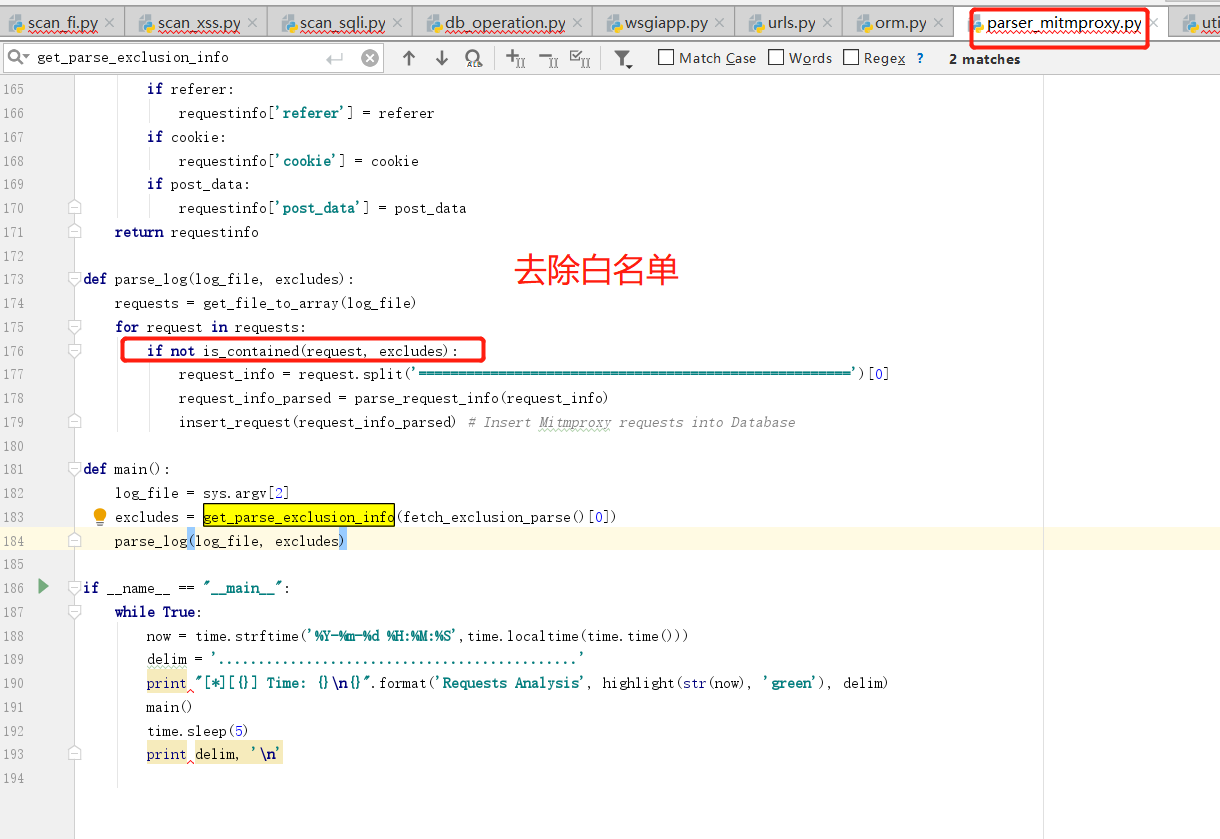 scan_fi.py scan_xss.py scan_sqli.py db_operation.py wsgiapp.py urls.py orm.py parser_mitmproxy.py uti
get_parse_exclusion_info Match Case Words Regex ? 2 matches
165 if referer:
166 requestinfo['referer'] = referer
167 if cookie:
168 requestinfo['cookie'] = cookie
169 if post_data:
170 requestinfo['post_data'] = post_data
171 return requestinfo
172
去除白名单
173 def parse_log(log_file, excludes):
174 requests = get_file_to_array(log_file)
175 for request in requests:
176 if not is_contained(request, excludes):
177 request_info = request.split('======================================================')[0]
178 request_info_parsed = parse_request_info(request_info)
179 insert_request(request_info_parsed) # Insert Mitmproxy requests into Database
180
181 def main():
182 log_file = sys.argv[2]
183 excludes = get_parse_exclusion_info(fetch_exclusion_parse()[0])
184 parse_log(log_file, excludes)
185
186 if __name__ == "__main__":
187 while True:
188 now = time.strftime('%Y-%m-%d %H:%M:%S',time.localtime(time.time()))
189 delim = '.............................................'
190 print "[*][{}] Time: {}\n{}".format('Requests Analysis', highlight(str(now), 'green'), delim)
191 main()
192 time.sleep(5)
193 print delim, '\n'
194